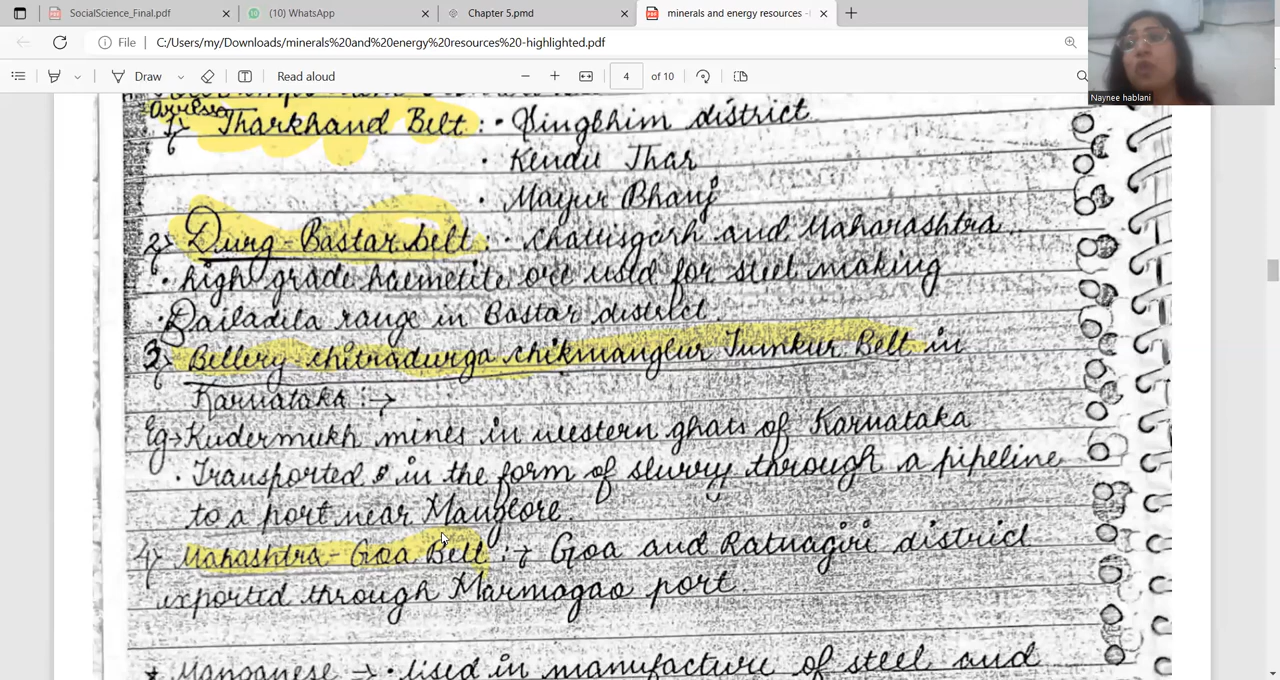 SocialScience_Final.pdf
(10) WhatsApp
Chapter 5.pmd
minerals and energy resources -
File C:/Users/my/Downloads/minerals%20and%20energy%20resources%20-highlighted.pdf
Draw
Read aloud
4 of 10
Naynee hablani
1) Jharkhand Belt : • Singbhim district
• Kendu Jhar
• Mayur Bhanj
2) Durg-Bastar belt : • Chattisgarh and Maharashtra
• high grade haemetite ore used for steel making
• Bailadila range in Bastar district.
3) Bellery chitradurga chikmanglur Tumkur Belt in
Karnataka :→
Eg→ Kudermukh mines in western ghats of Karnataka
• Transported in the form of slurry through a pipeline
to a port near Manglore.
4) Mahashtra-Goa Belt :→ Goa and Ratnagiri district
exported through Marmagao port
* Manganese → • Used in manufacture of steel and